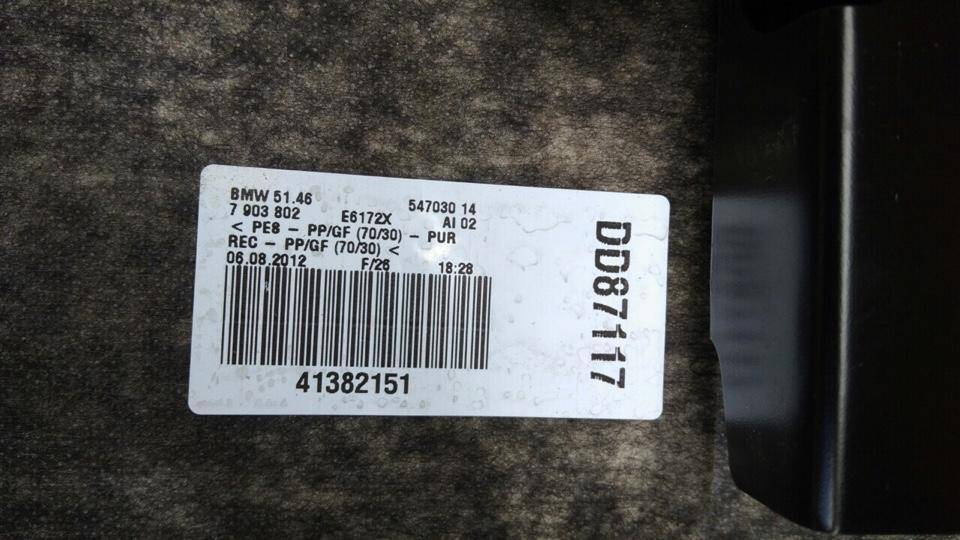 BMW 51.46 547030 14
7 903 802 E6172X AI 02
< PE8 - PP/GF (70/30) - PUR
REC - PP/GF (70/30) <
06.08.2012 F/26 18:28
41382151
DD87117